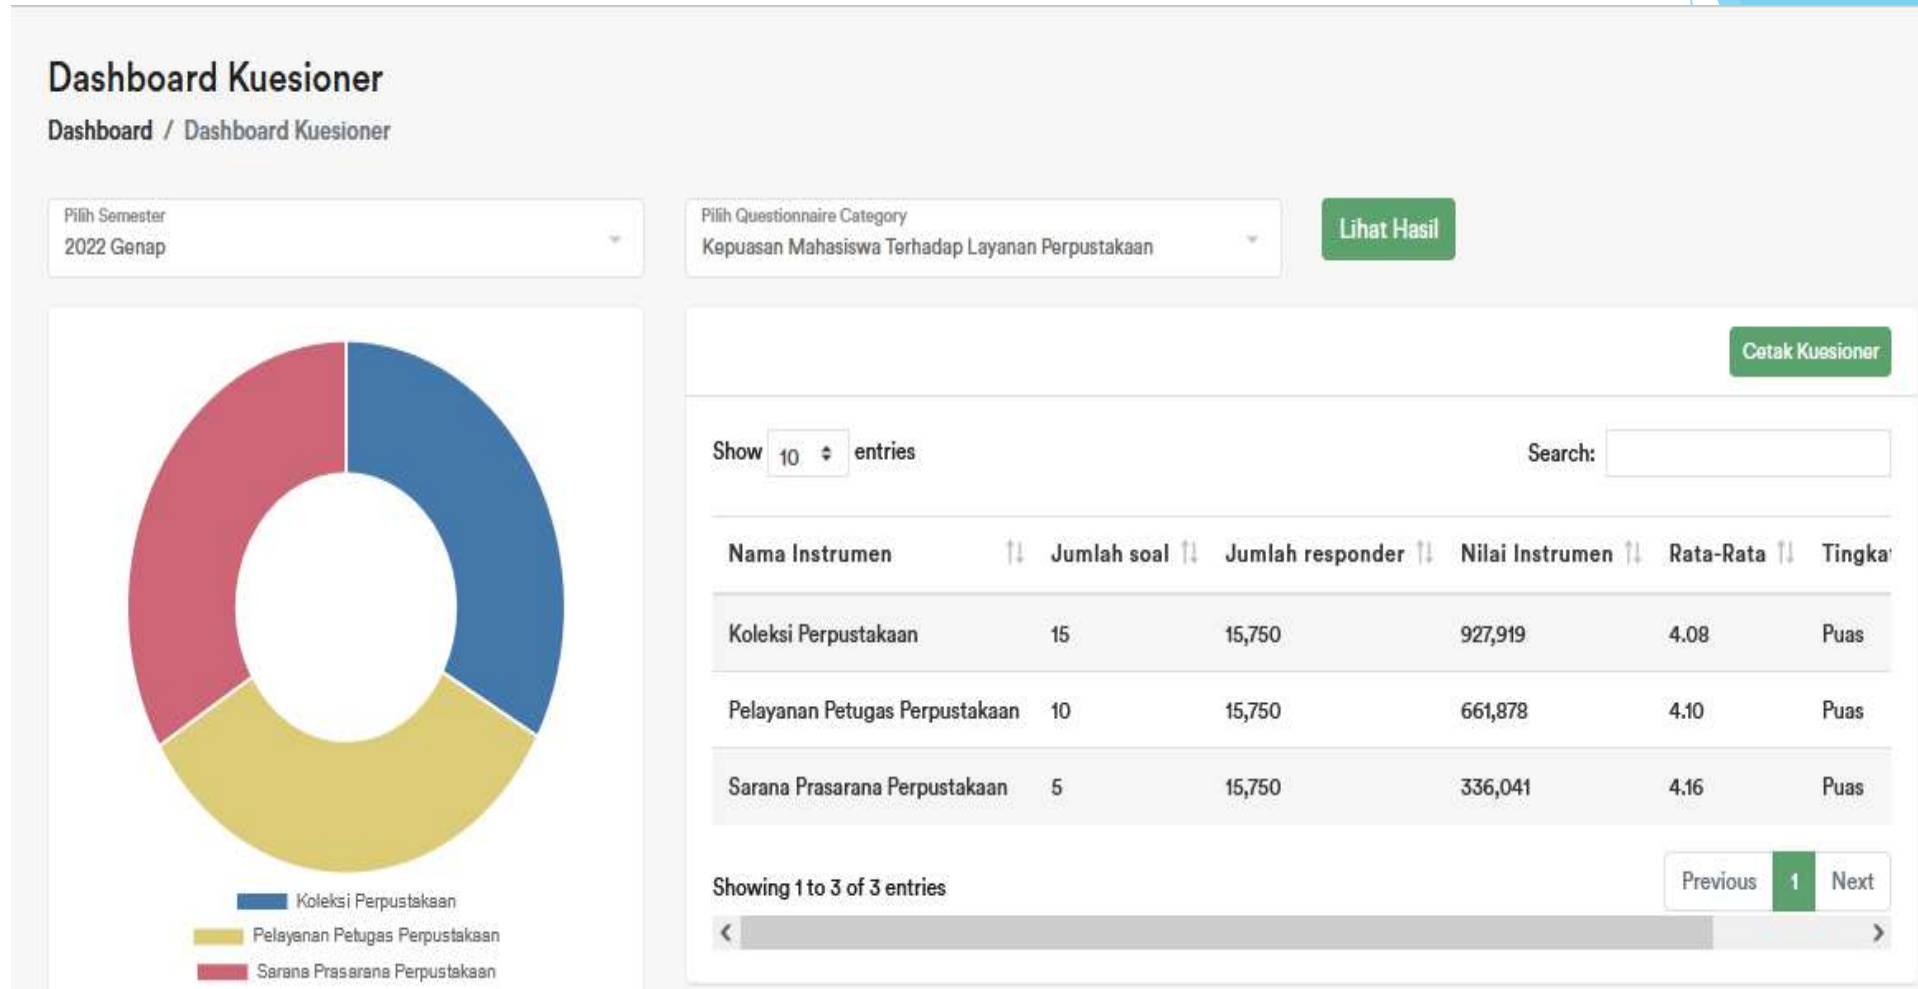 Dashboard Kuesioner
Dashboard / Dashboard Kuesioner
Pilih Semester
2022 Genap
Pilih Questionnaire Category
Kepuasan Mahasiswa Terhadap Layanan Perpustakaan
Lihat Hasil
Koleksi Perpustakaan
Pelayanan Petugas Perpustakaan
Sarana Prasarana Perpustakaan
Cetak Kuesioner
Show 10 entries
Search:
Nama Instrumen Jumlah soal Jumlah responder Nilai Instrumen Rata-Rata Tingka
Koleksi Perpustakaan 15 15,750 927,919 4.08 Puas
Pelayanan Petugas Perpustakaan 10 15,750 661,878 4.10 Puas
Sarana Prasarana Perpustakaan 5 15,750 336,041 4.16 Puas
Showing 1 to 3 of 3 entries
Previous 1 Next